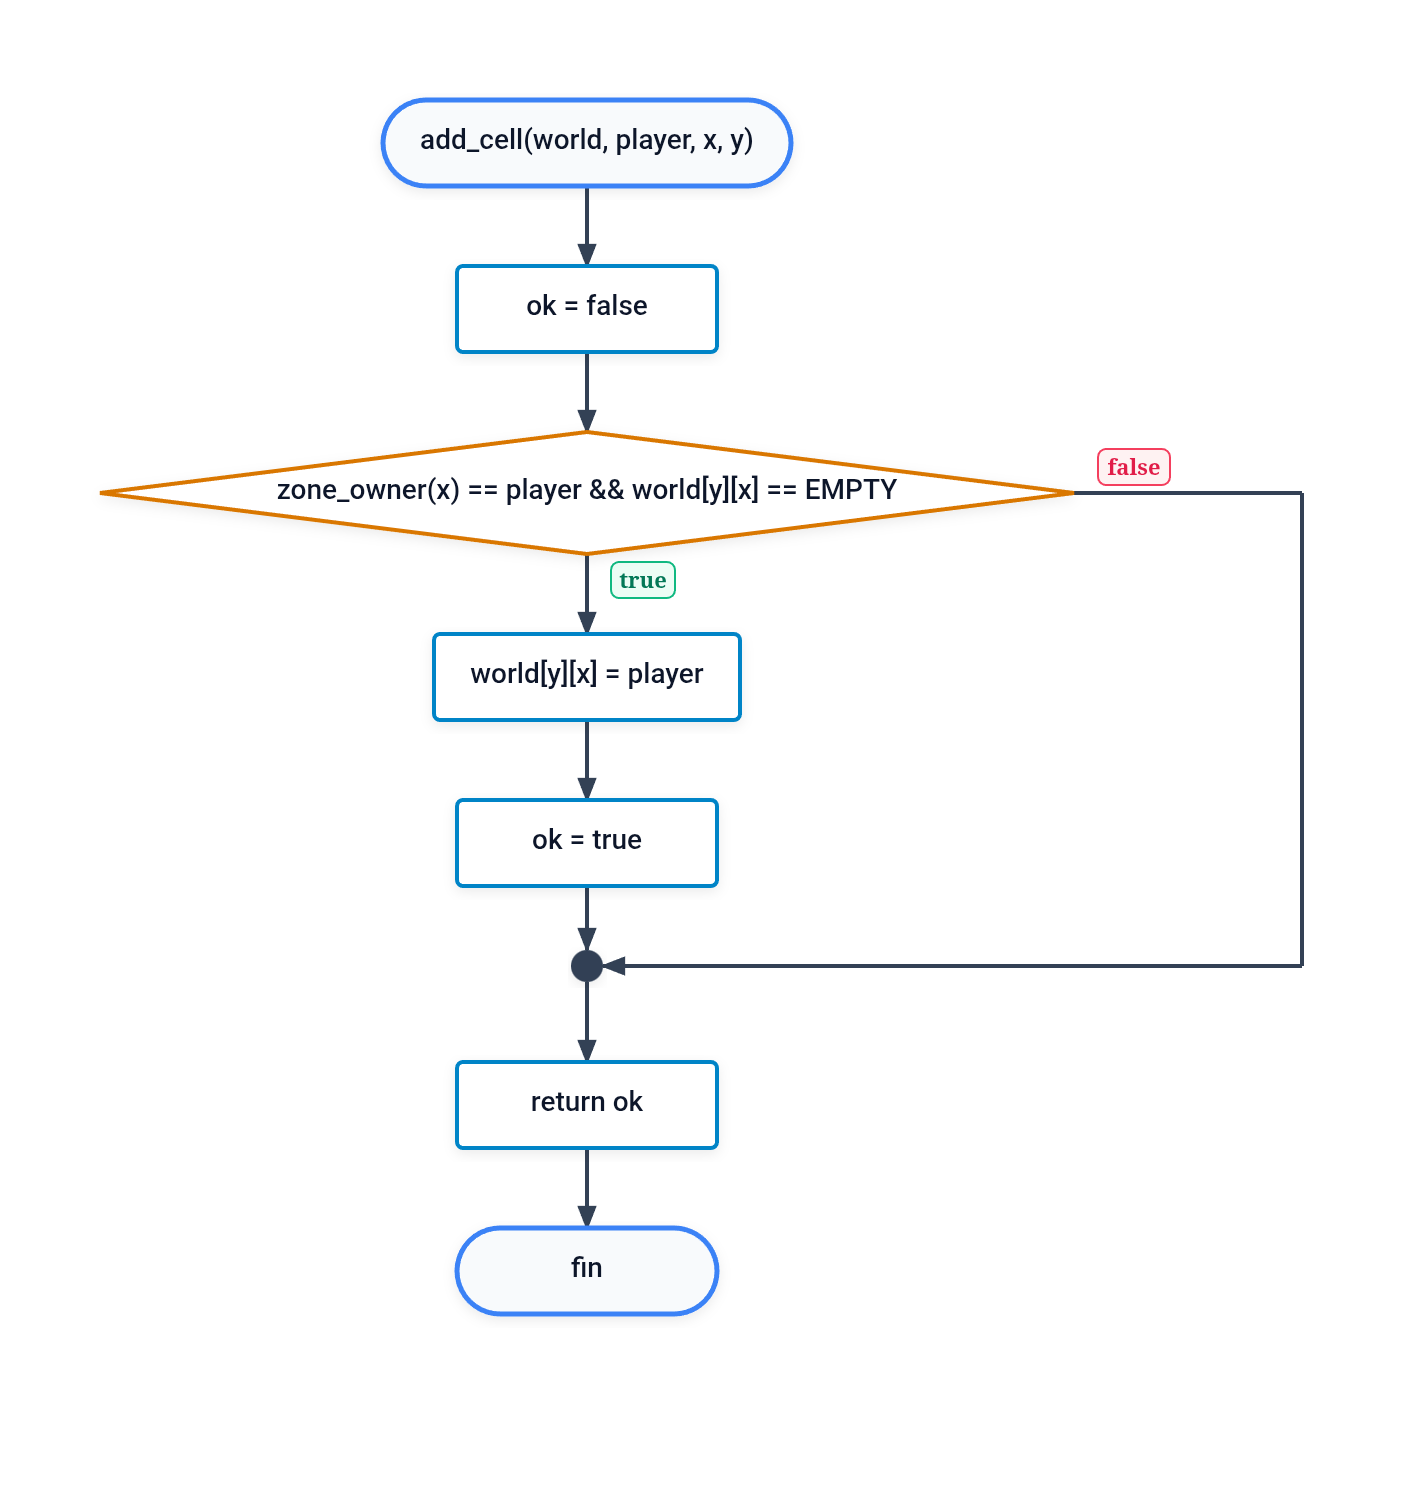 add_cell(world, player, x, y)
ok = false
zone_owner(x) == player && world[y][x] == EMPTY
false
true
world[y][x] = player
ok = true
return ok
fin